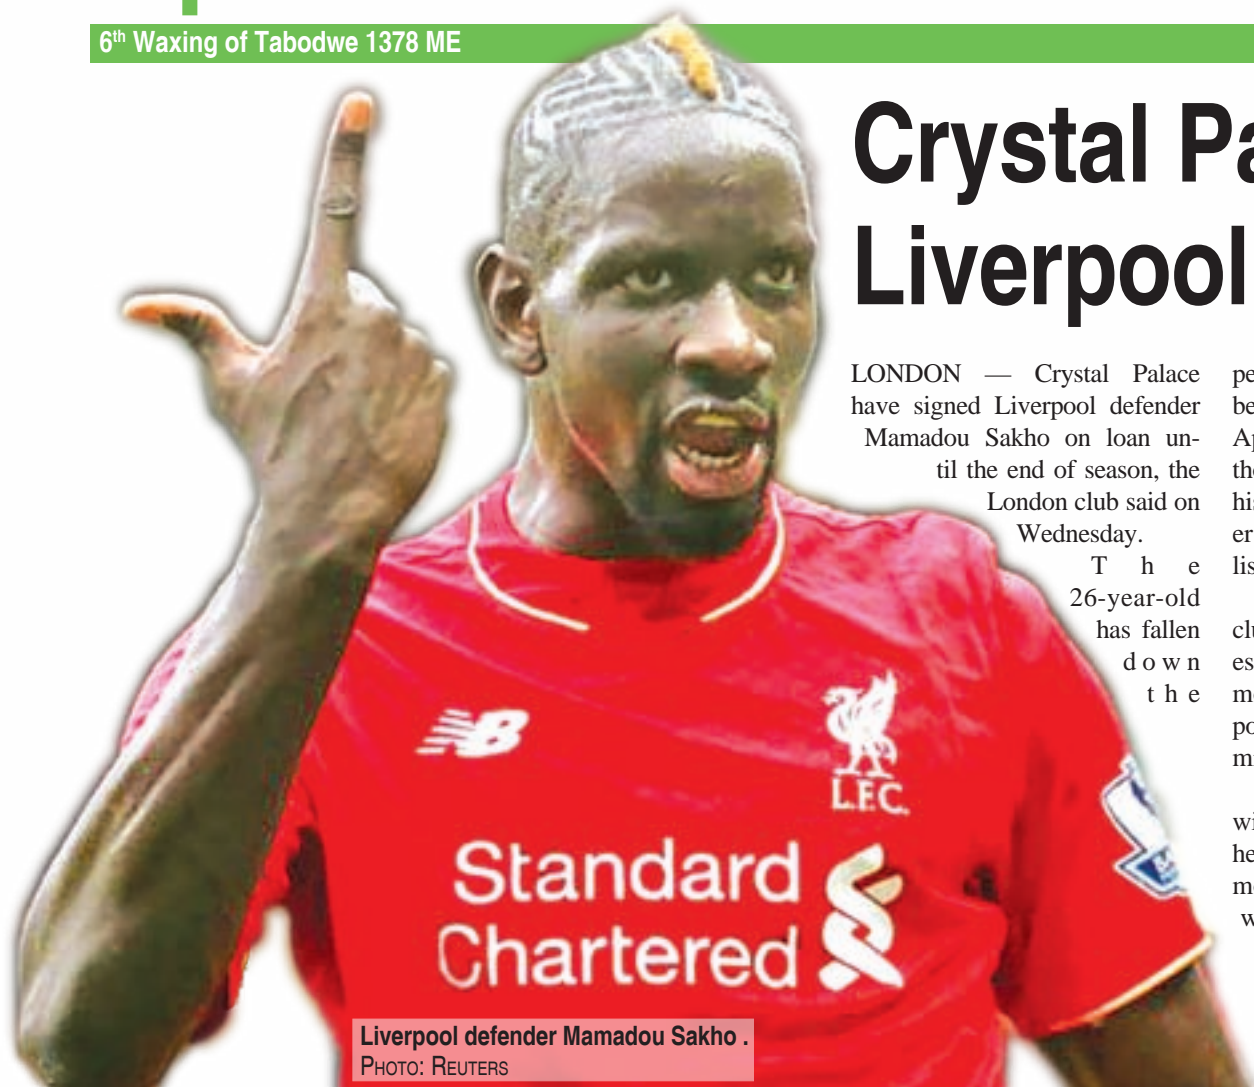 6th Waxing of Tabodwe 1378 ME
Crystal
Liverpool
LONDON — Crystal Palace
have signed Liverpool defender
Mamadou Sakho on loan un-
til the end of season, the
London club said on
Wednesday.
The
26-year-old
has fallen
down
the
L.F.C.
Standard
Chartered
Liverpool defender Mamadou Sakho .
PHOTO: REUTERS